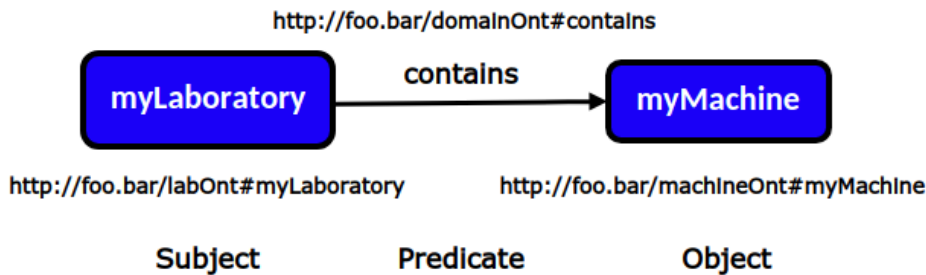 http://foo.bar/domainOnt#contains
contains
myLaboratory
myMachine
http://foo.bar/labOnt#myLaboratory
http://foo.bar/machineOnt#myMachine
Subject
Predicate
Object